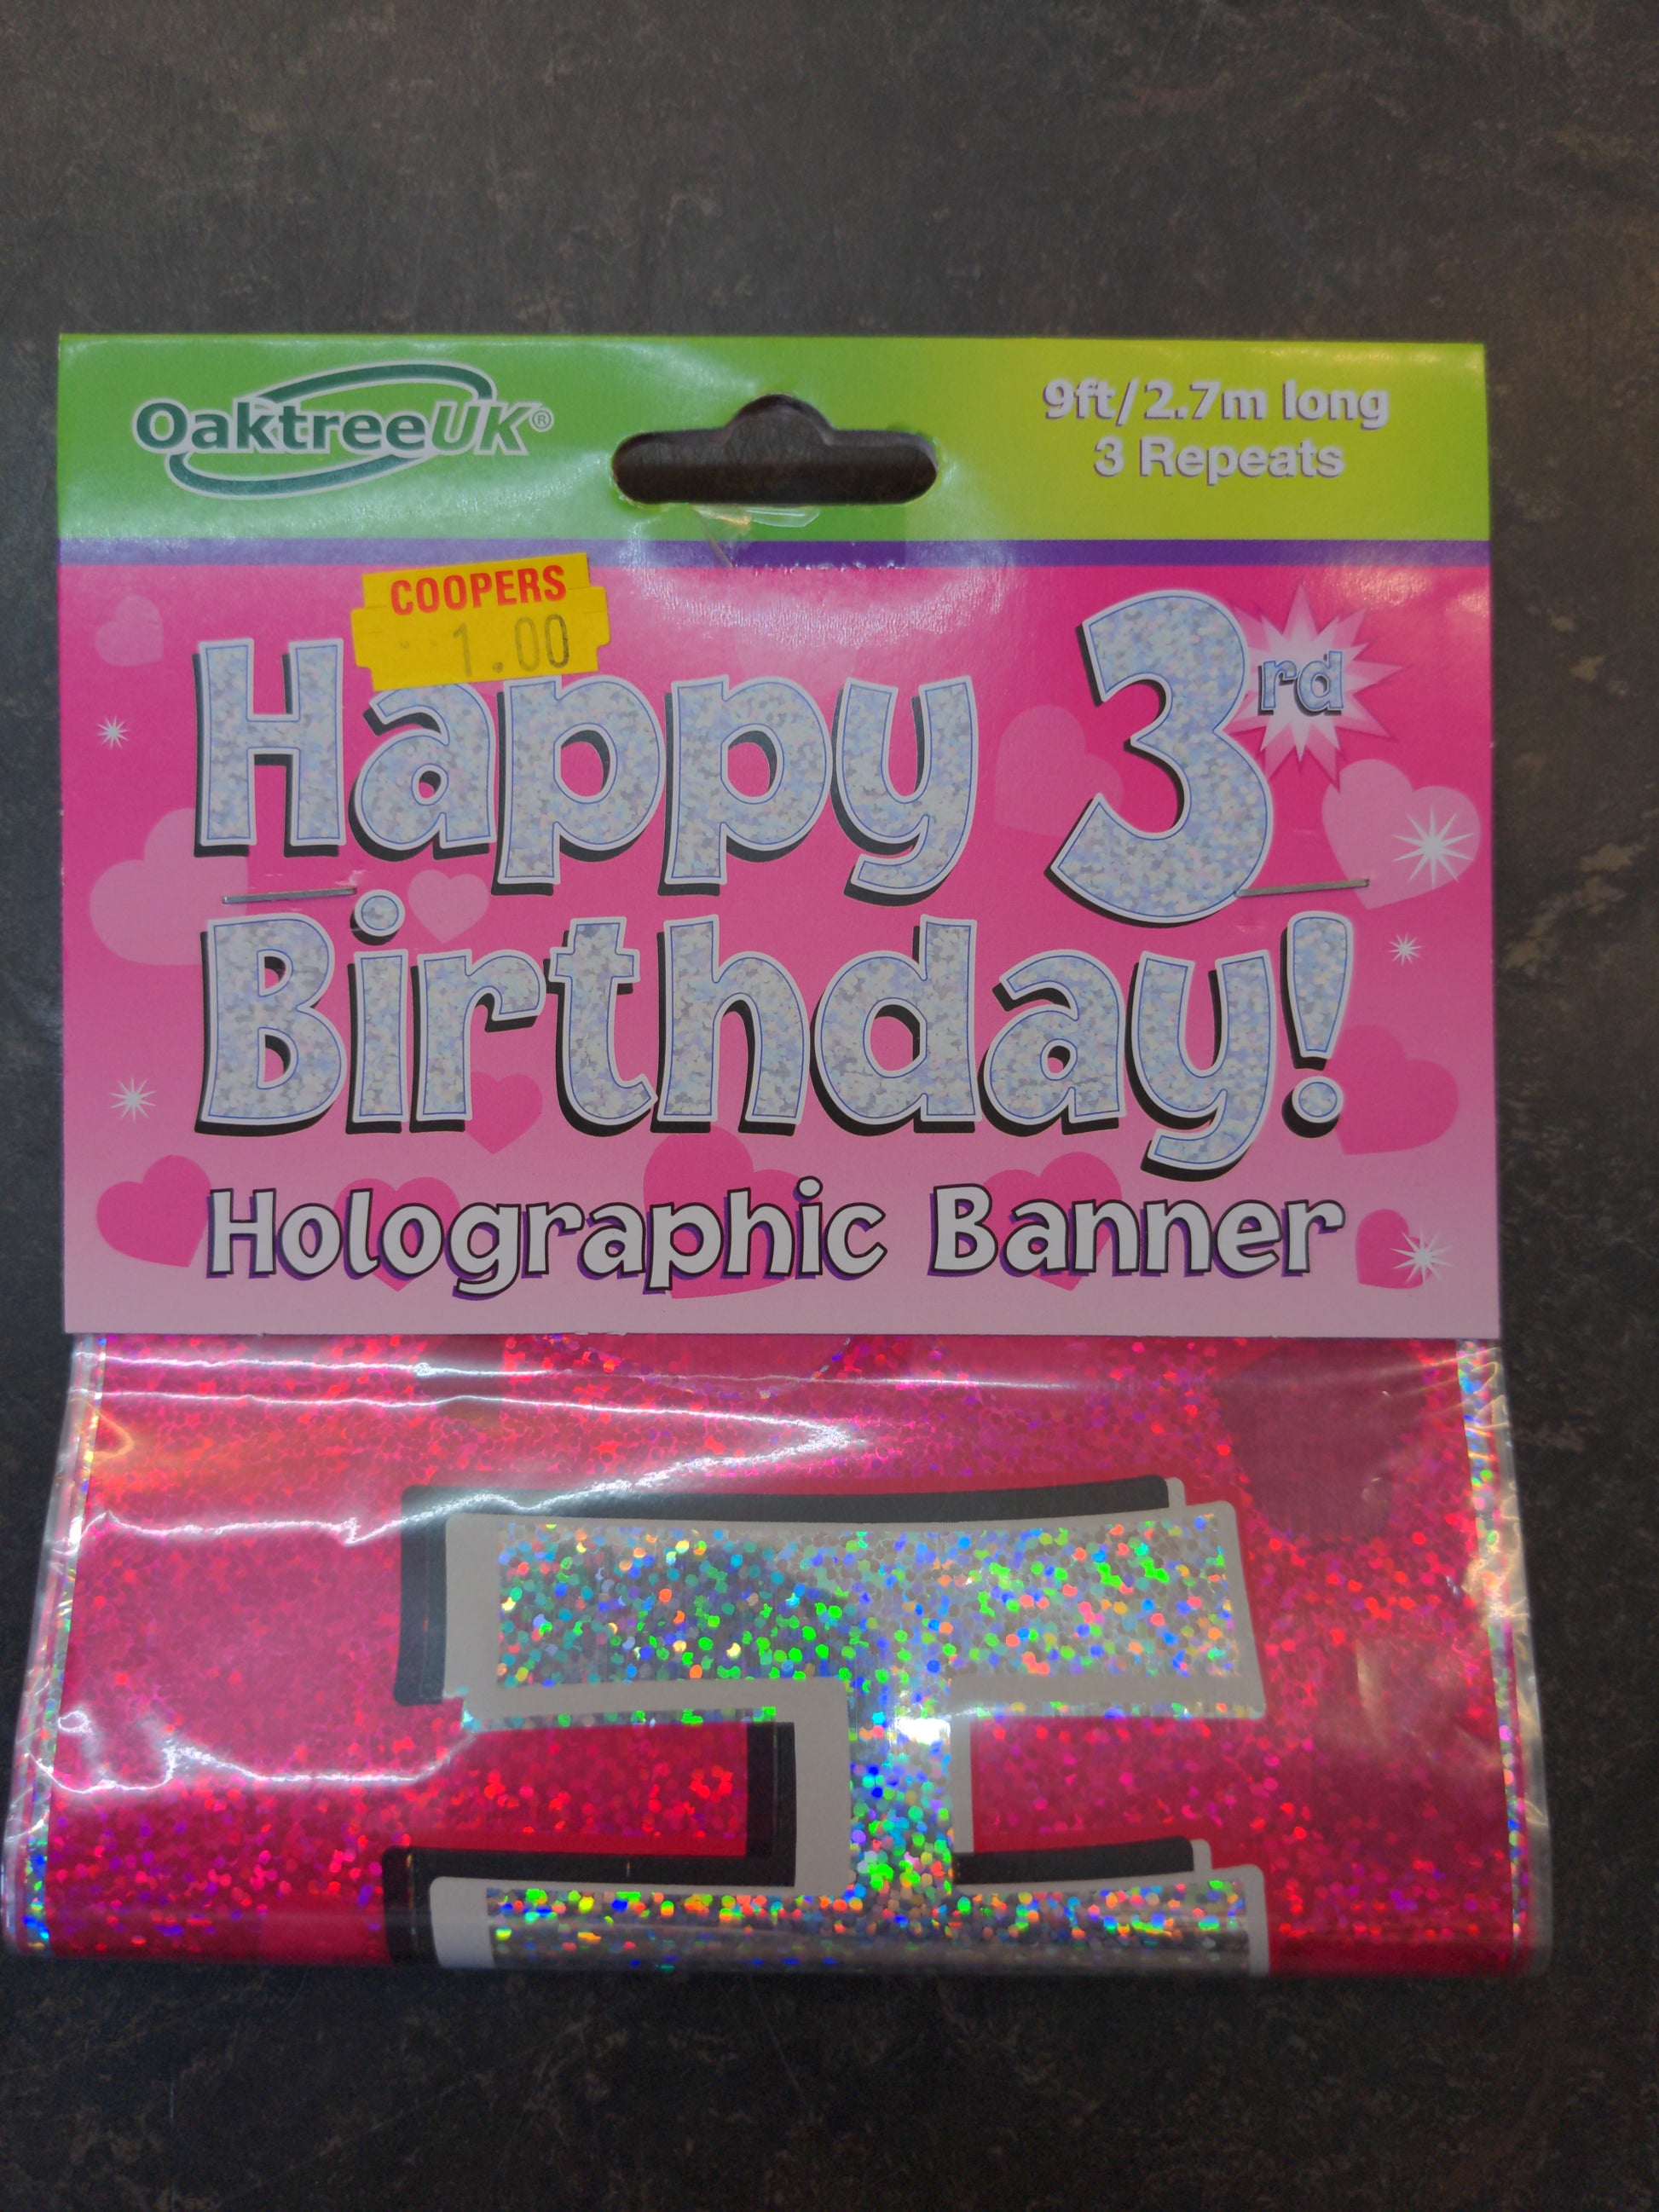 OaktreeUK®
9ft/2.7m long
3 Repeats
COOPERS
1.00
Happy 3rd
Birthday!
Holographic Banner